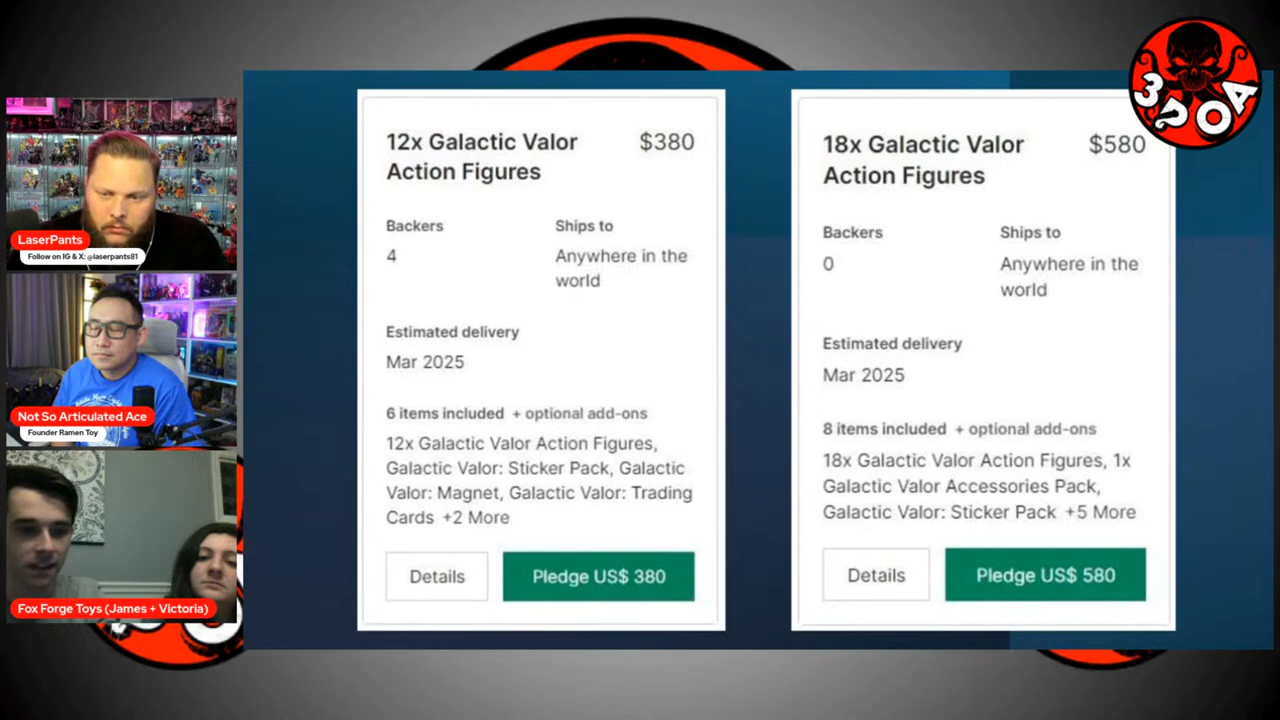 LaserPants
Follow on IG & X: @laserpants81
Not So Articulated Ace
Founder Ramen Toy
Fox Forge Toys (James + Victoria)
12x Galactic Valor
Action Figures
$380
Backers
4
Ships to
Anywhere in the
world
Estimated delivery
Mar 2025
6 items included + optional add-ons
12x Galactic Valor Action Figures,
Galactic Valor: Sticker Pack, Galactic
Valor: Magnet, Galactic Valor: Trading
Cards +2 More
Details
Pledge US$ 380
18x Galactic Valor
Action Figures
$580
Backers
0
Ships to
Anywhere in the
world
Estimated delivery
Mar 2025
8 items included + optional add-ons
18x Galactic Valor Action Figures, 1x
Galactic Valor Accessories Pack,
Galactic Valor: Sticker Pack +5 More
Details
Pledge US$ 580